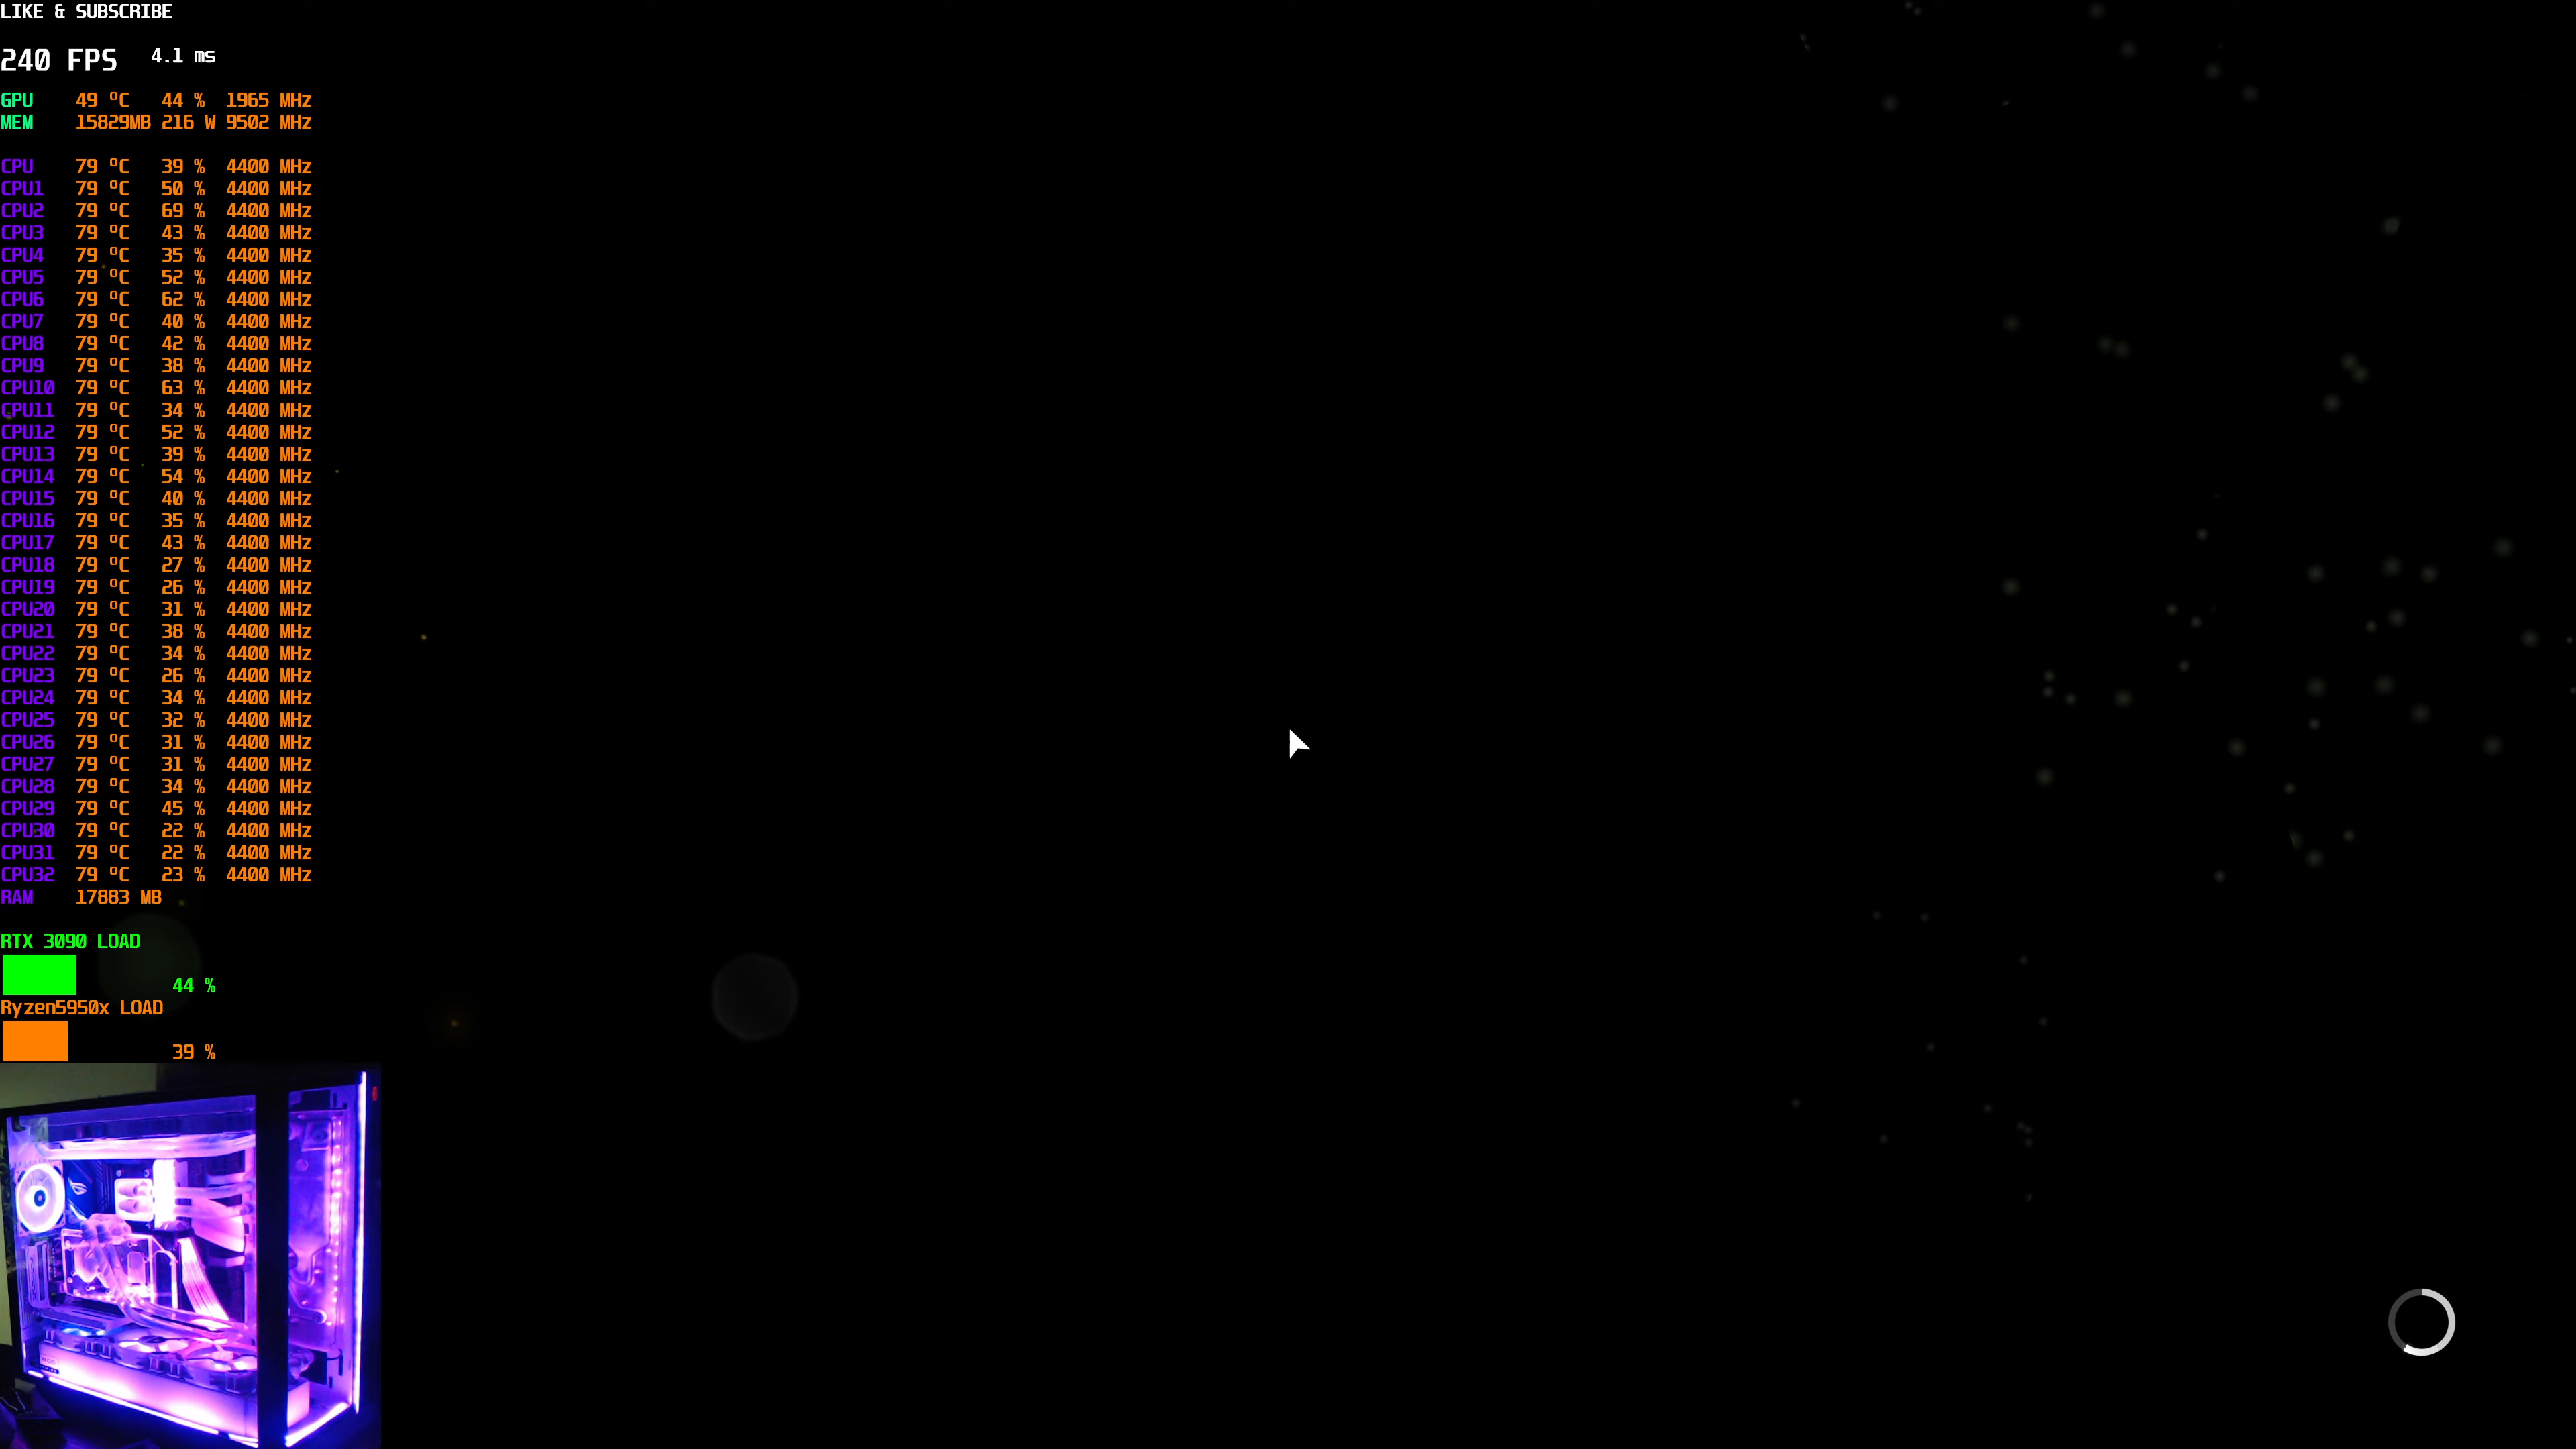 LIKE & SUBSCRIBE
240 FPS 4.1 ms
GPU 49 °C 44 % 1965 MHz
MEM 15829MB 216 W 9502 MHz
CPU 79 °C 39 % 4400 MHz
CPU1 79 °C 50 % 4400 MHz
CPU2 79 °C 69 % 4400 MHz
CPU3 79 °C 43 % 4400 MHz
CPU4 79 °C 35 % 4400 MHz
CPU5 79 °C 52 % 4400 MHz
CPU6 79 °C 62 % 4400 MHz
CPU7 79 °C 40 % 4400 MHz
CPU8 79 °C 42 % 4400 MHz
CPU9 79 °C 38 % 4400 MHz
CPU10 79 °C 63 % 4400 MHz
CPU11 79 °C 34 % 4400 MHz
CPU12 79 °C 52 % 4400 MHz
CPU13 79 °C 39 % 4400 MHz
CPU14 79 °C 54 % 4400 MHz
CPU15 79 °C 40 % 4400 MHz
CPU16 79 °C 35 % 4400 MHz
CPU17 79 °C 43 % 4400 MHz
CPU18 79 °C 27 % 4400 MHz
CPU19 79 °C 26 % 4400 MHz
CPU20 79 °C 31 % 4400 MHz
CPU21 79 °C 38 % 4400 MHz
CPU22 79 °C 34 % 4400 MHz
CPU23 79 °C 26 % 4400 MHz
CPU24 79 °C 34 % 4400 MHz
CPU25 79 °C 32 % 4400 MHz
CPU26 79 °C 31 % 4400 MHz
CPU27 79 °C 31 % 4400 MHz
CPU28 79 °C 34 % 4400 MHz
CPU29 79 °C 45 % 4400 MHz
CPU30 79 °C 22 % 4400 MHz
CPU31 79 °C 22 % 4400 MHz
CPU32 79 °C 23 % 4400 MHz
RAM 17883 MB
RTX 3090 LOAD
44 %
Ryzen5950x LOAD
39 %